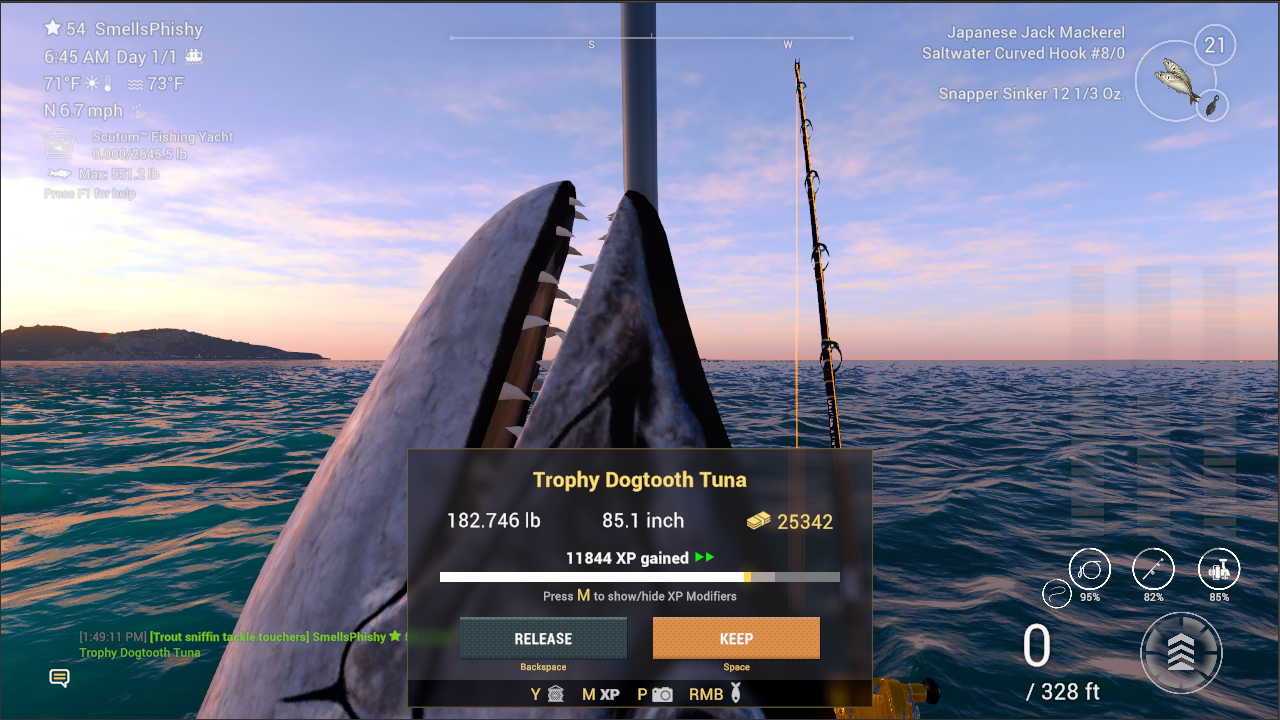 54 SmellsPhishy
6:45 AM Day 1/1
71°F 73°F
N 6.7 mph
Scutum™ Fishing Yacht
0.000/2645.5 lb
Max: 551.2 lb
Press F1 for help
S
W
Japanese Jack Mackerel
Saltwater Curved Hook #8/0
21
Snapper Sinker 12 1/3 Oz.
Trophy Dogtooth Tuna
182.746 lb 85.1 inch 25342
11844 XP gained
Press M to show/hide XP Modifiers
RELEASE KEEP
Backspace Space
Y M XP P RMB
[1:49:11 PM] [Trout sniffin tackle touchers] SmellsPhishy
Trophy Dogtooth Tuna
95% 82% 85%
0
/ 328 ft